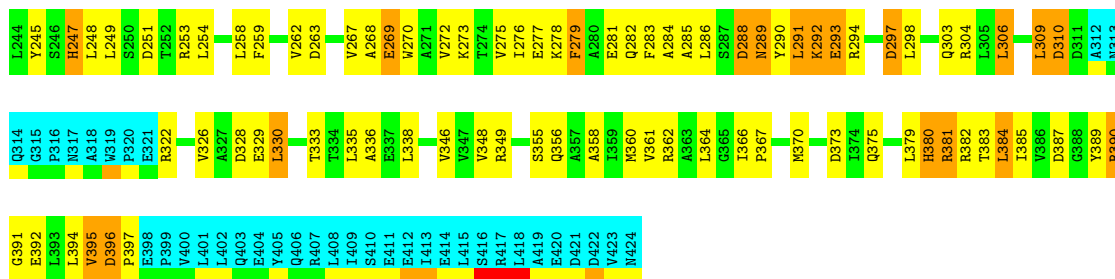 L244 Y245 S246 H247 L248 L249 S250 D251 T252 R253 L254 L258 F259 V262 D263 V267 A268 E269 W270 A271 V272 K273 T274 V275 I276 E277 K278 F279 A280 E281 Q282 F283 A284 A285 L286 S287 D288 N289 Y290 L291 K292 E293 R294 D297 L298 Q303 R304 L305 L306 L309 D310 D311 A312 N313
Q314 G315 P316 N317 A318 W319 P320 E321 R322 V326 A327 D328 E329 L330 T333 T334 L335 A336 E337 L338 V346 V347 V348 R349 S355 Q356 A357 A358 I359 M360 V361 R362 A363 L364 G365 I366 P367 M370 D373 I374 Q375 L379 H380 R381 R382 T383 L384 I385 V386 D387 G388 Y389 R390
G391 E392 L393 L394 V395 D396 P397 E398 P399 V400 L401 L402 Q403 E404 Y405 Q406 R407 L408 I409 S410 E411 E412 I413 E414 L415 S416 R417 L418 A419 E420 D421 D422 V423 N424